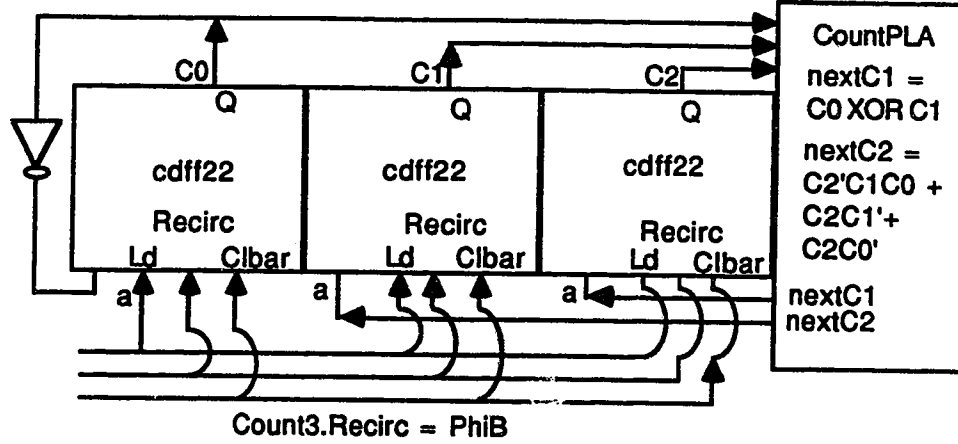 C0
C1
C2
CountPLA
nextC1 =
C0 XOR C1
nextC2 =
C2'C1C0 +
C2C1'+
C2C0'
Q
Q
Q
cdff22
cdff22
cdff22
Recirc
Recirc
Recirc
Ld
Clbar
Ld
Clbar
Ld
Clbar
a
a
a
nextC1
nextC2
Count3.Recirc = PhiB